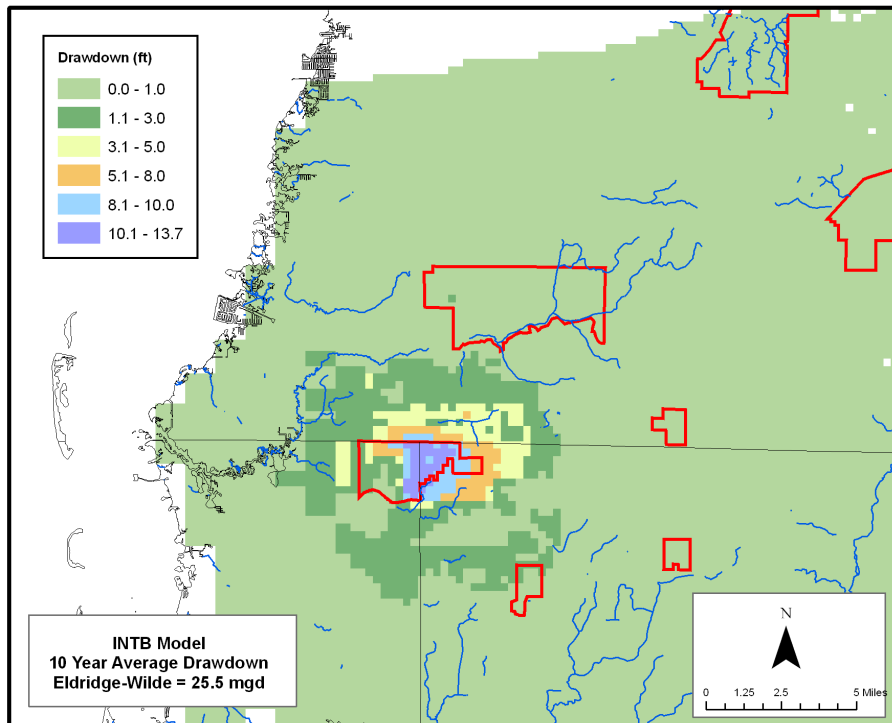 Drawdown (ft)
0.0 - 1.0
1.1 - 3.0
3.1 - 5.0
5.1 - 8.0
8.1 - 10.0
10.1 - 13.7
INTB Model
10 Year Average Drawdown
Eldridge-Wilde = 25.5 mgd
N
0 1.25 2.5 5 Miles